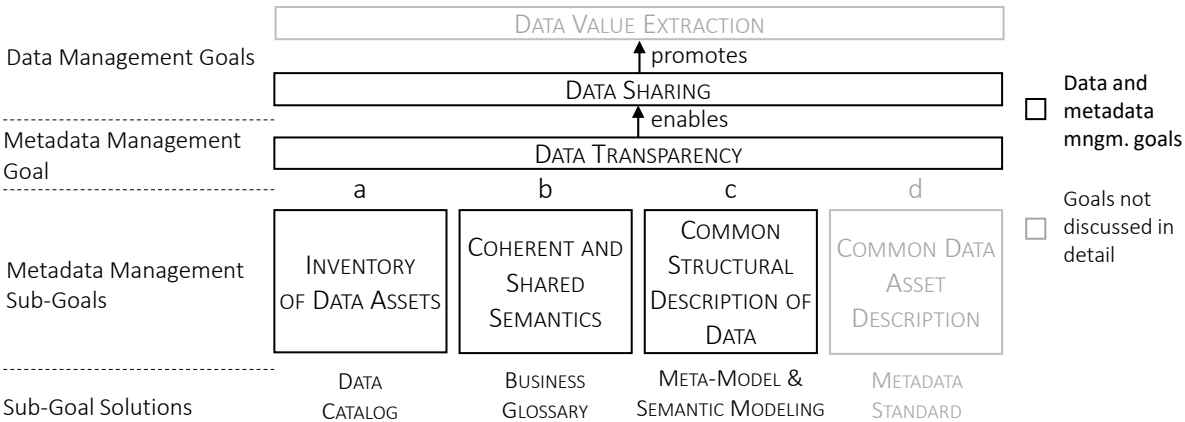 DATA VALUE EXTRACTION
Data Management Goals
promotes
DATA SHARING
enables
Metadata Management
Goal
DATA TRANSPARENCY
a
b
c
d
Metadata Management
Sub-Goals
INVENTORY
OF DATA ASSETS
COHERENT AND
SHARED
SEMANTICS
COMMON
STRUCTURAL
DESCRIPTION OF
DATA
COMMON DATA
ASSET
DESCRIPTION
Sub-Goal Solutions
DATA
CATALOG
BUSINESS
GLOSSARY
META-MODEL &
SEMANTIC MODELING
METADATA
STANDARD
Data and
metadata
mngm. goals
Goals not
discussed in
detail